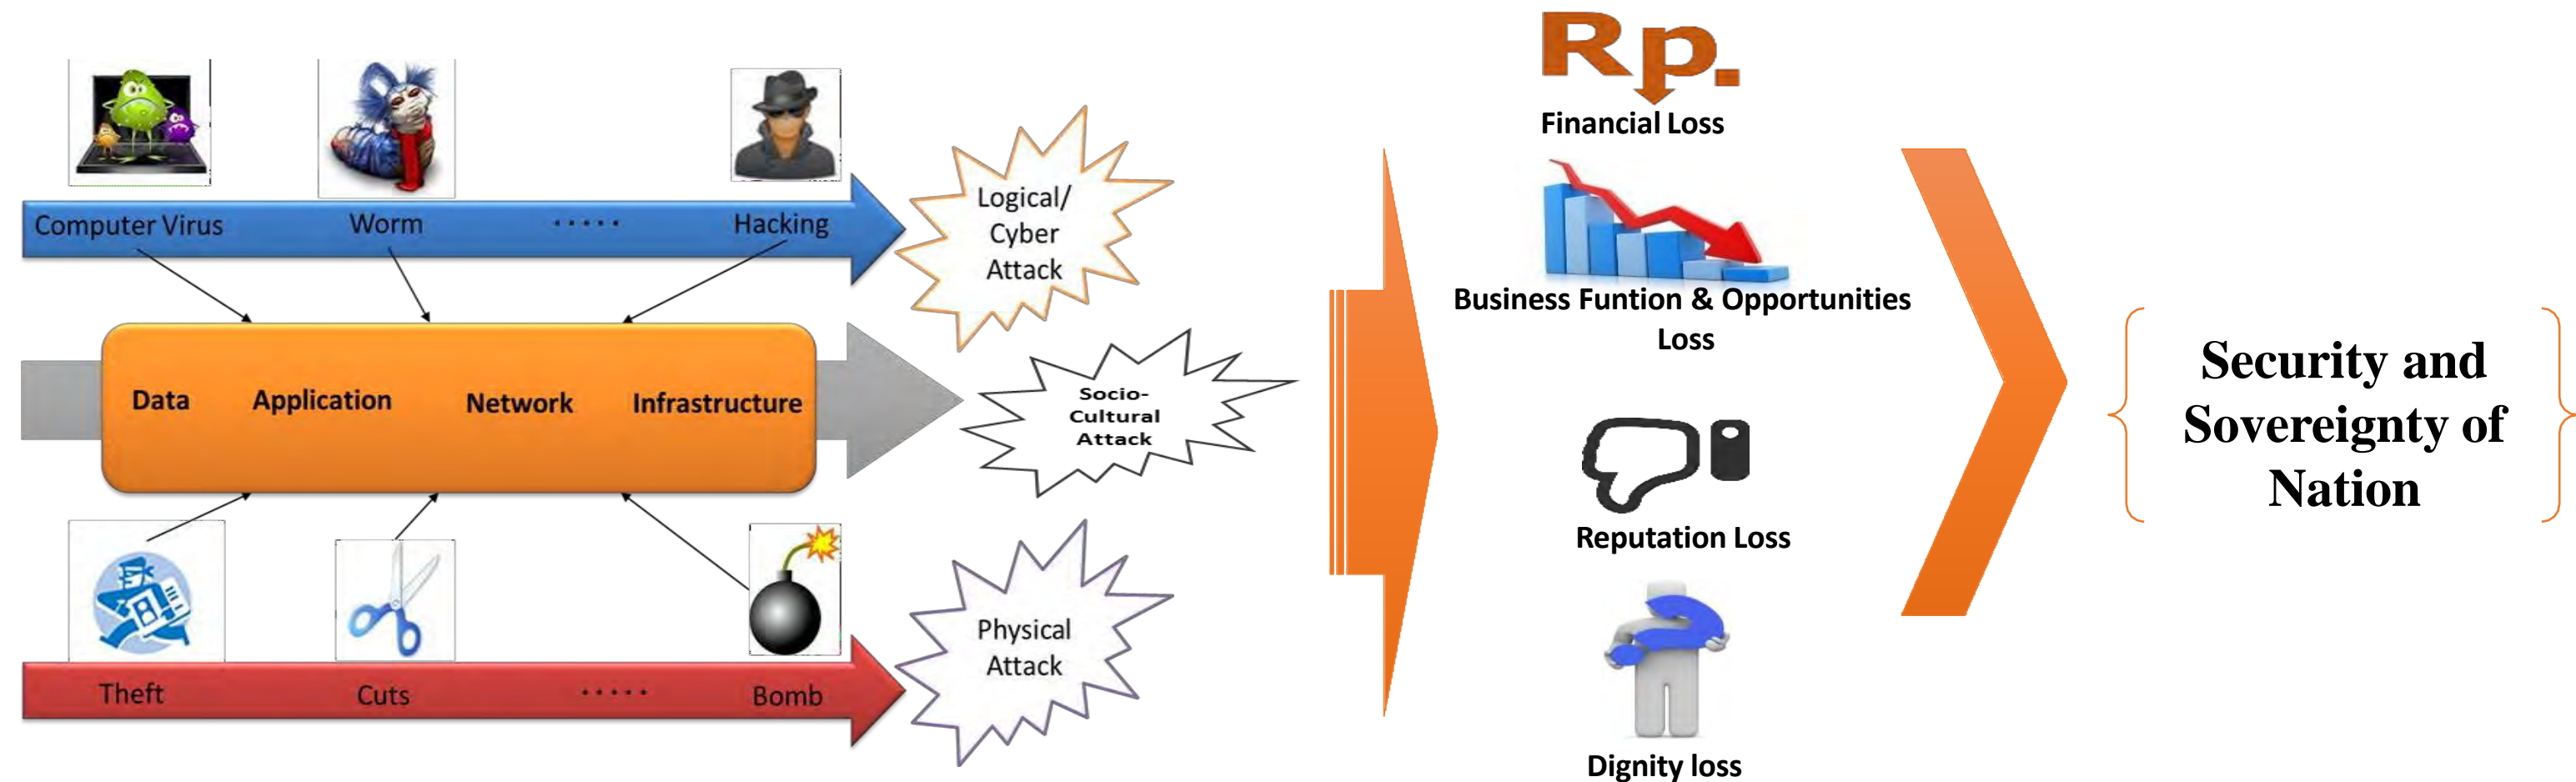 Computer Virus Worm ..... Hacking
Logical/
Cyber
Attack
Data Application Network Infrastructure
Socio-
Cultural
Attack
Theft Cuts ..... Bomb
Physical
Attack
Rp.
Financial Loss
Business Funtion & Opportunities
Loss
Reputation Loss
Dignity loss
Security and
Sovereignty of
Nation